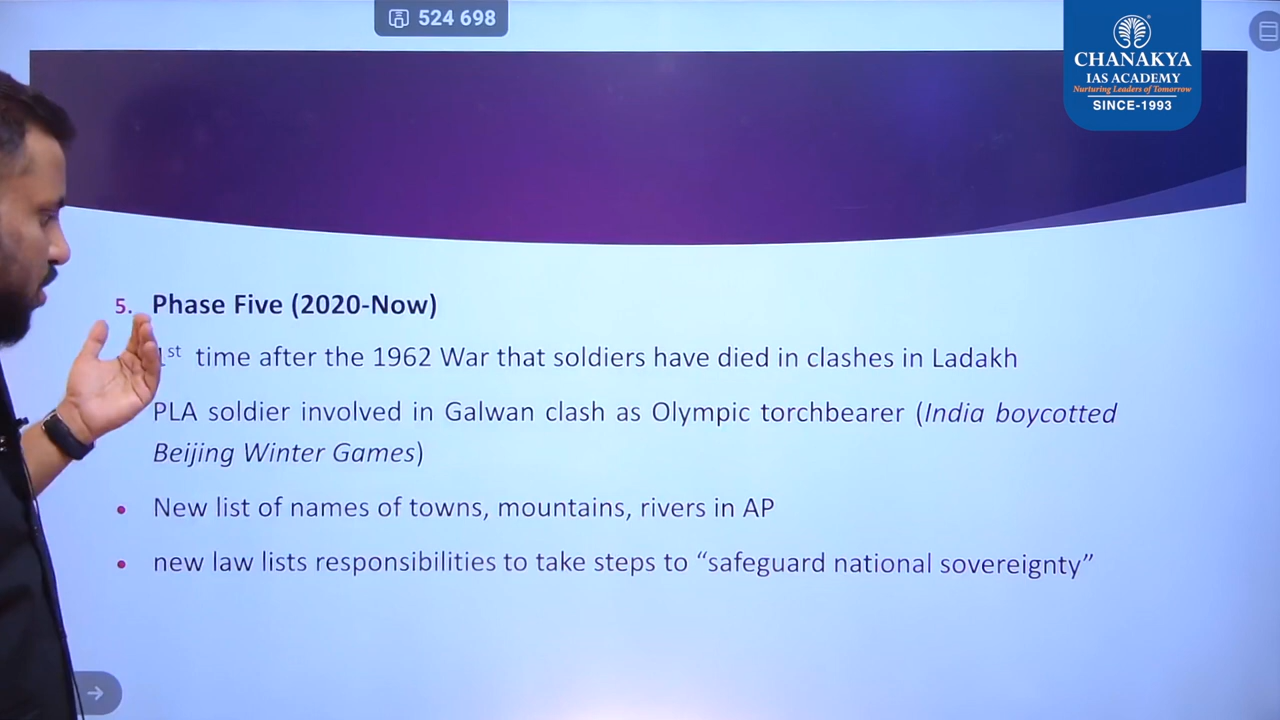 524 698
CHANAKYA
IAS ACADEMY
Nurturing Leaders of Tomorrow
SINCE-1993
5. Phase Five (2020-Now)
1st time after the 1962 War that soldiers have died in clashes in Ladakh
PLA soldier involved in Galwan clash as Olympic torchbearer (India boycotted
Beijing Winter Games)
• New list of names of towns, mountains, rivers in AP
• new law lists responsibilities to take steps to “safeguard national sovereignty”